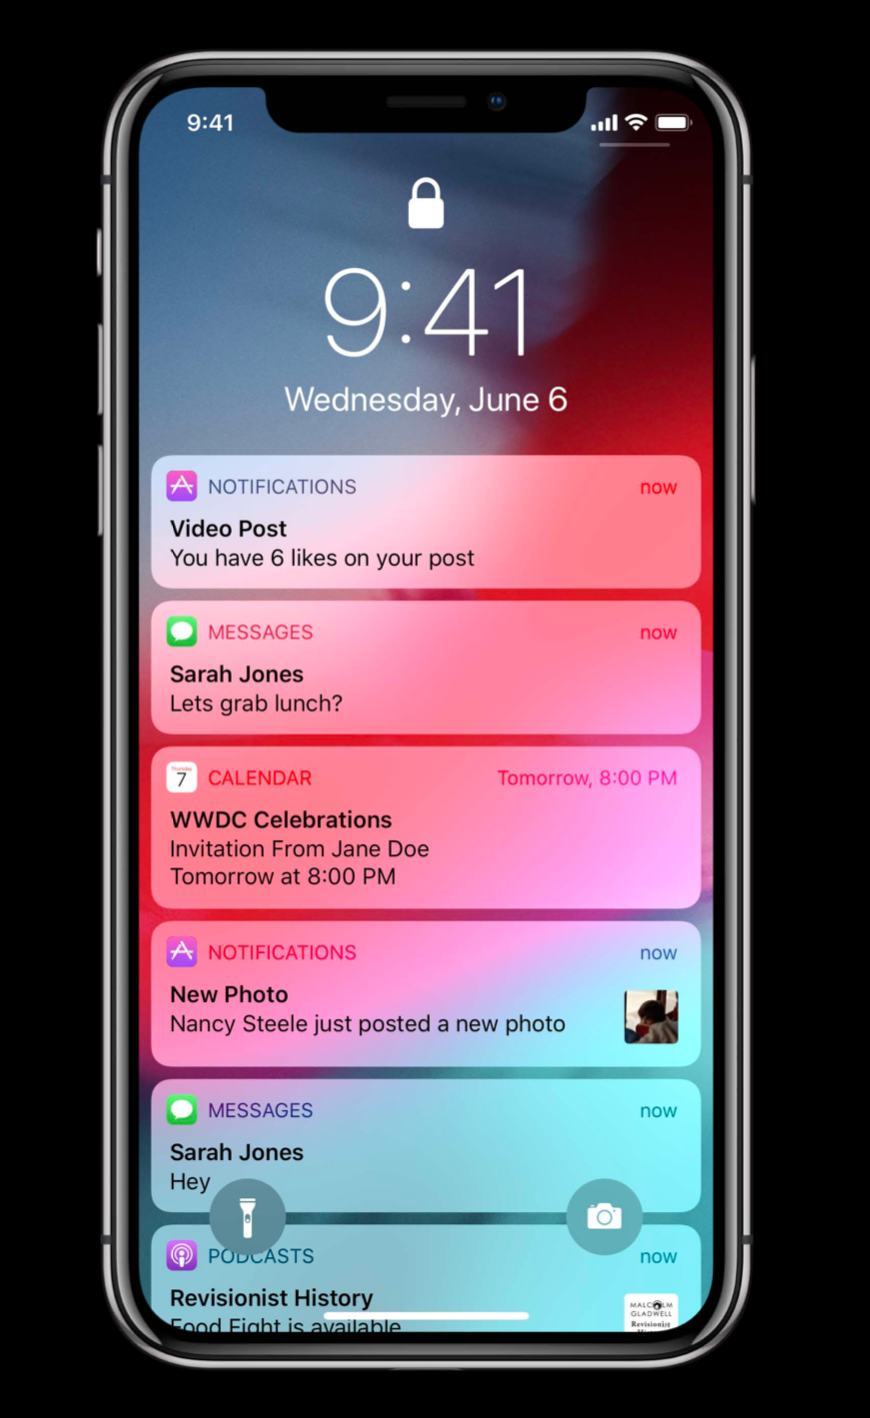 9:41
9:41
Wednesday, June 6
NOTIFICATIONS now
Video Post
You have 6 likes on your post
MESSAGES now
Sarah Jones
Lets grab lunch?
Thursday
7 CALENDAR Tomorrow, 8:00 PM
WWDC Celebrations
Invitation From Jane Doe
Tomorrow at 8:00 PM
NOTIFICATIONS now
New Photo
Nancy Steele just posted a new photo
MESSAGES now
Sarah Jones
Hey
PODCASTS now
Revisionist History
Food Fight is available
MALCOLM
GLADWELL
Revisionist